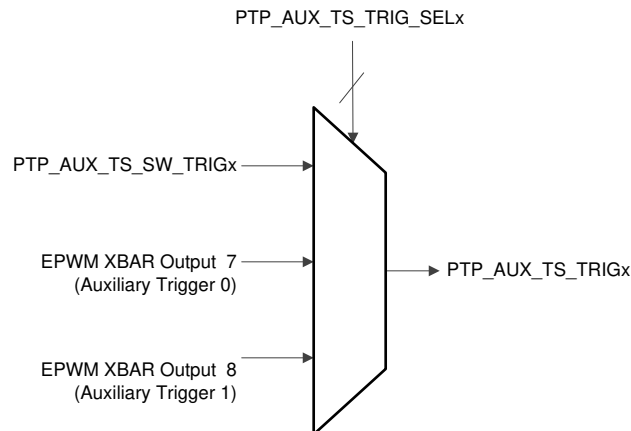 PTP_AUX_TS_TRIG_SELx
PTP_AUX_TS_SW_TRIGx
EPWM XBAR Output 7
(Auxiliary Trigger 0)
PTP_AUX_TS_TRIGx
EPWM XBAR Output 8
(Auxiliary Trigger 1)